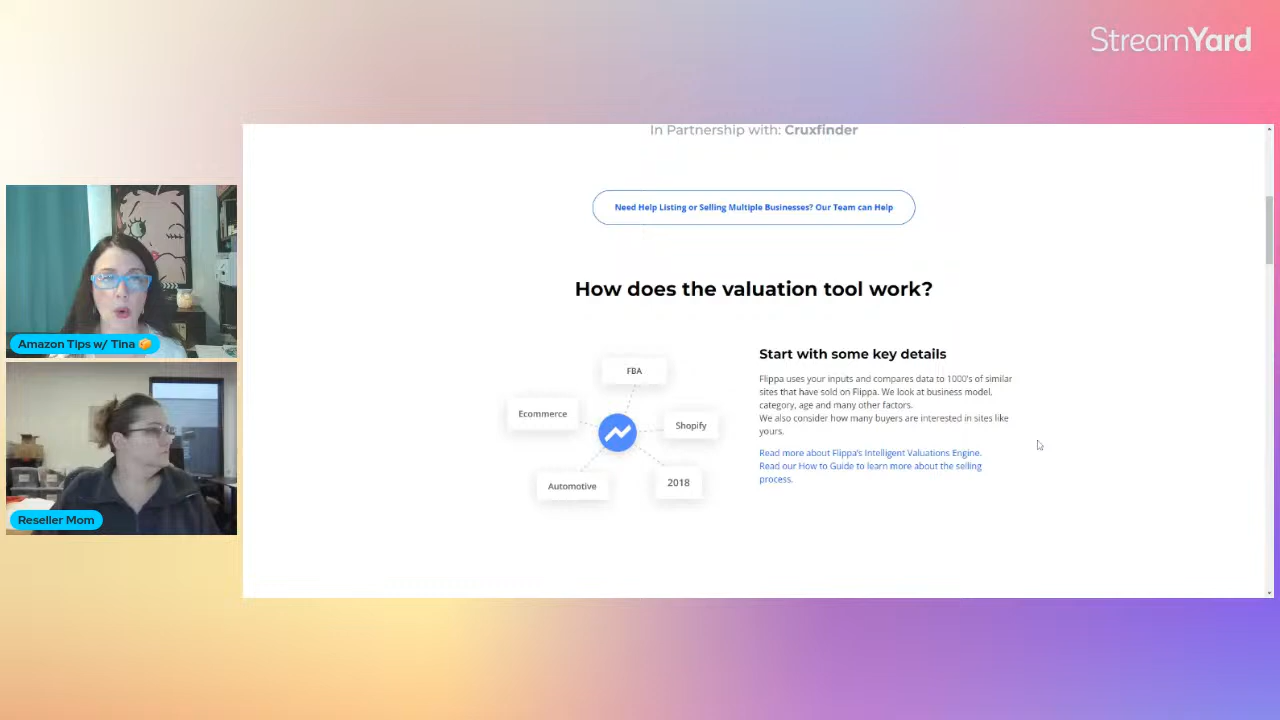 StreamYard
In Partnership with: Cruxfinder
Need Help Listing or Selling Multiple Businesses? Our Team can Help
How does the valuation tool work?
FBA
Ecommerce
Shopify
Automotive
2018
Start with some key details
Flippa uses your inputs and compares data to 1000's of similar
sites that have sold on Flippa. We look at business model,
category, age and many other factors.
We also consider how many buyers are interested in sites like
yours.
Read more about Flippa's Intelligent Valuations Engine.
Read our How to Guide to learn more about the selling
process.
Amazon Tips w/ Tina 📦
Reseller Mom